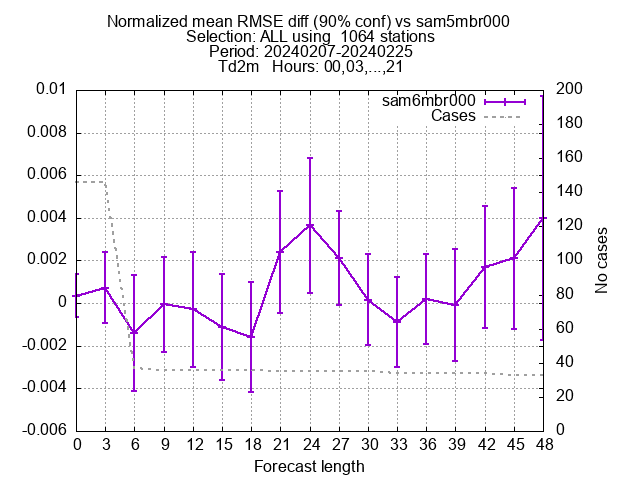 Normalized mean RMSE diff (90% conf) vs sam5mbr000
Selection: ALL using  1064 stations
Period: 20240207-20240225
Td2m   Hours: 00,03,...,21
sam6mbr000
Cases
0.01
0.008
0.006
0.004
0.002
0
-0.002
-0.004
-0.006
200
180
160
140
120
100
80
60
40
20
0
No cases
0 3 6 9 12 15 18 21 24 27 30 33 36 39 42 45 48
Forecast length